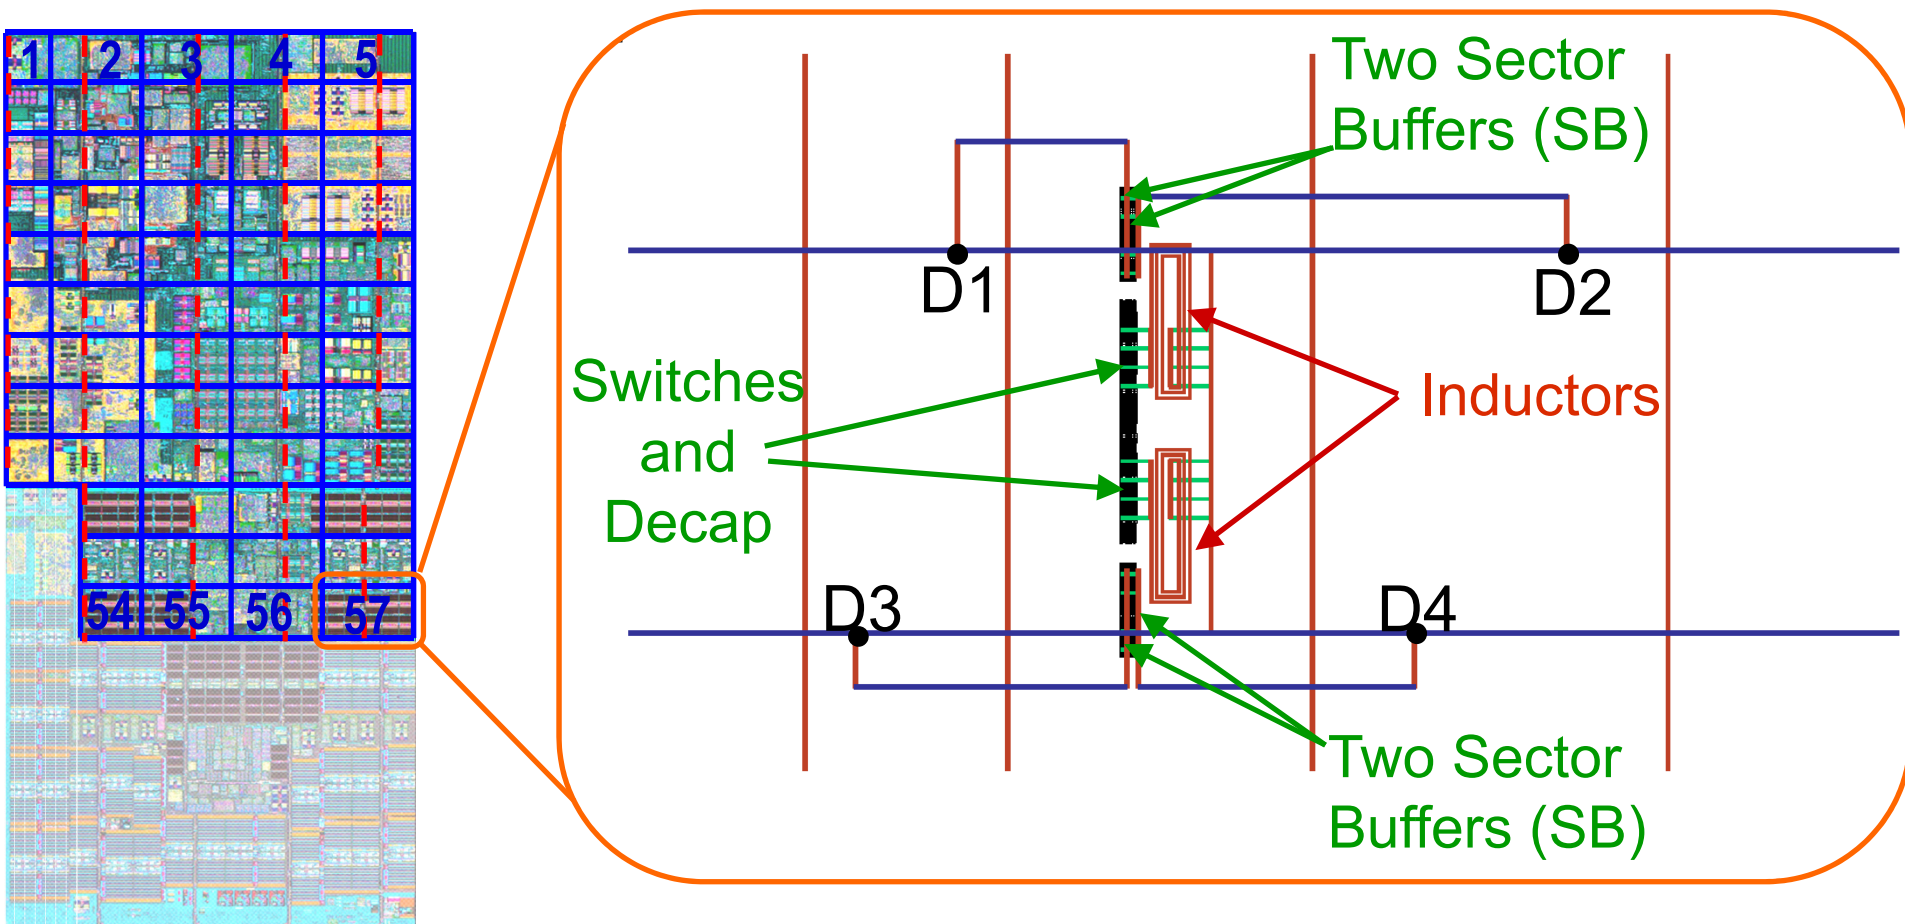 1 2 3 4 5
54 55 56 57
Two Sector
Buffers (SB)
D1
D2
Switches
and
Decap
Inductors
D3
D4
Two Sector
Buffers (SB)